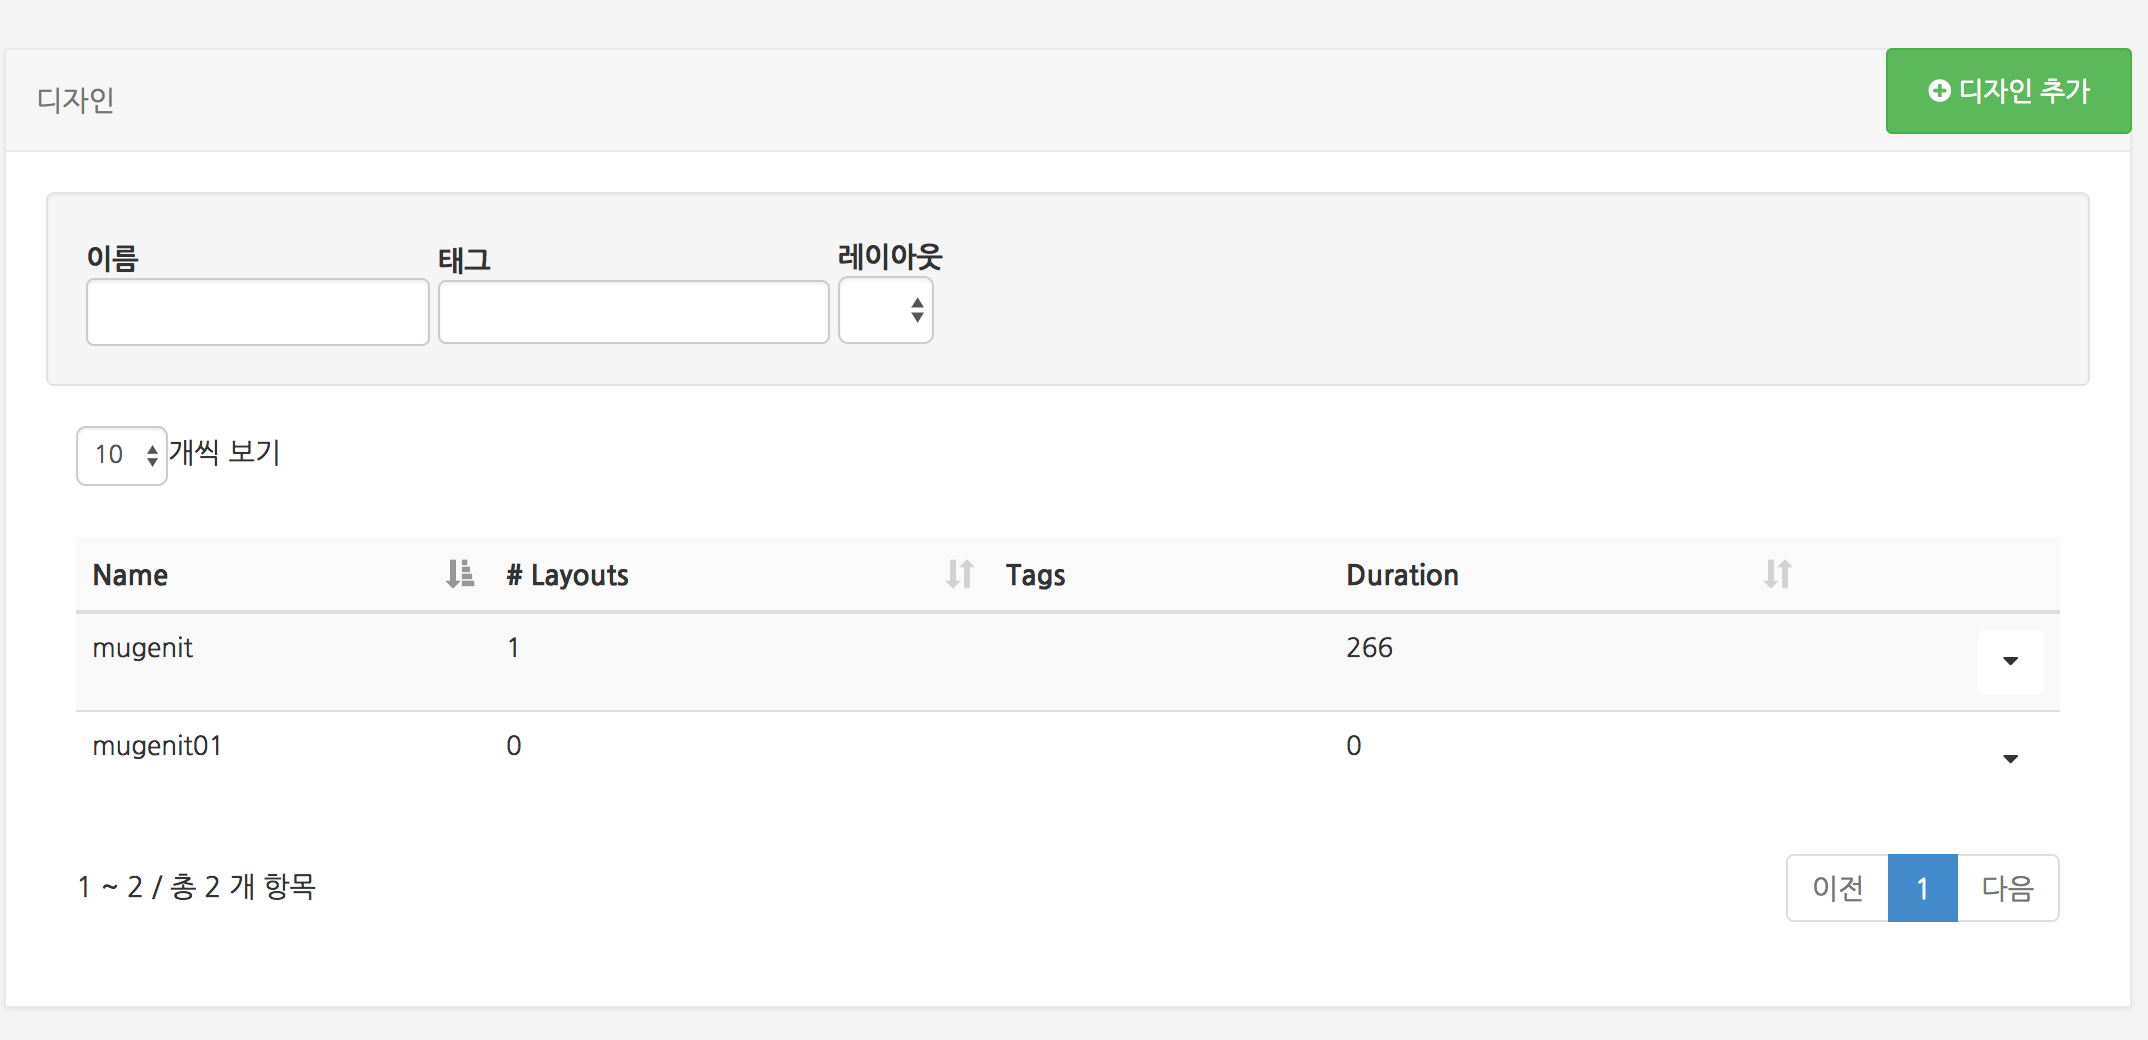 디자인
디자인 추가
이름 태그 레이아웃
10 개씩 보기
Name # Layouts Tags Duration
mugenit 1 266
mugenit01 0 0
1 ~ 2 / 총 2 개 항목
이전 1 다음